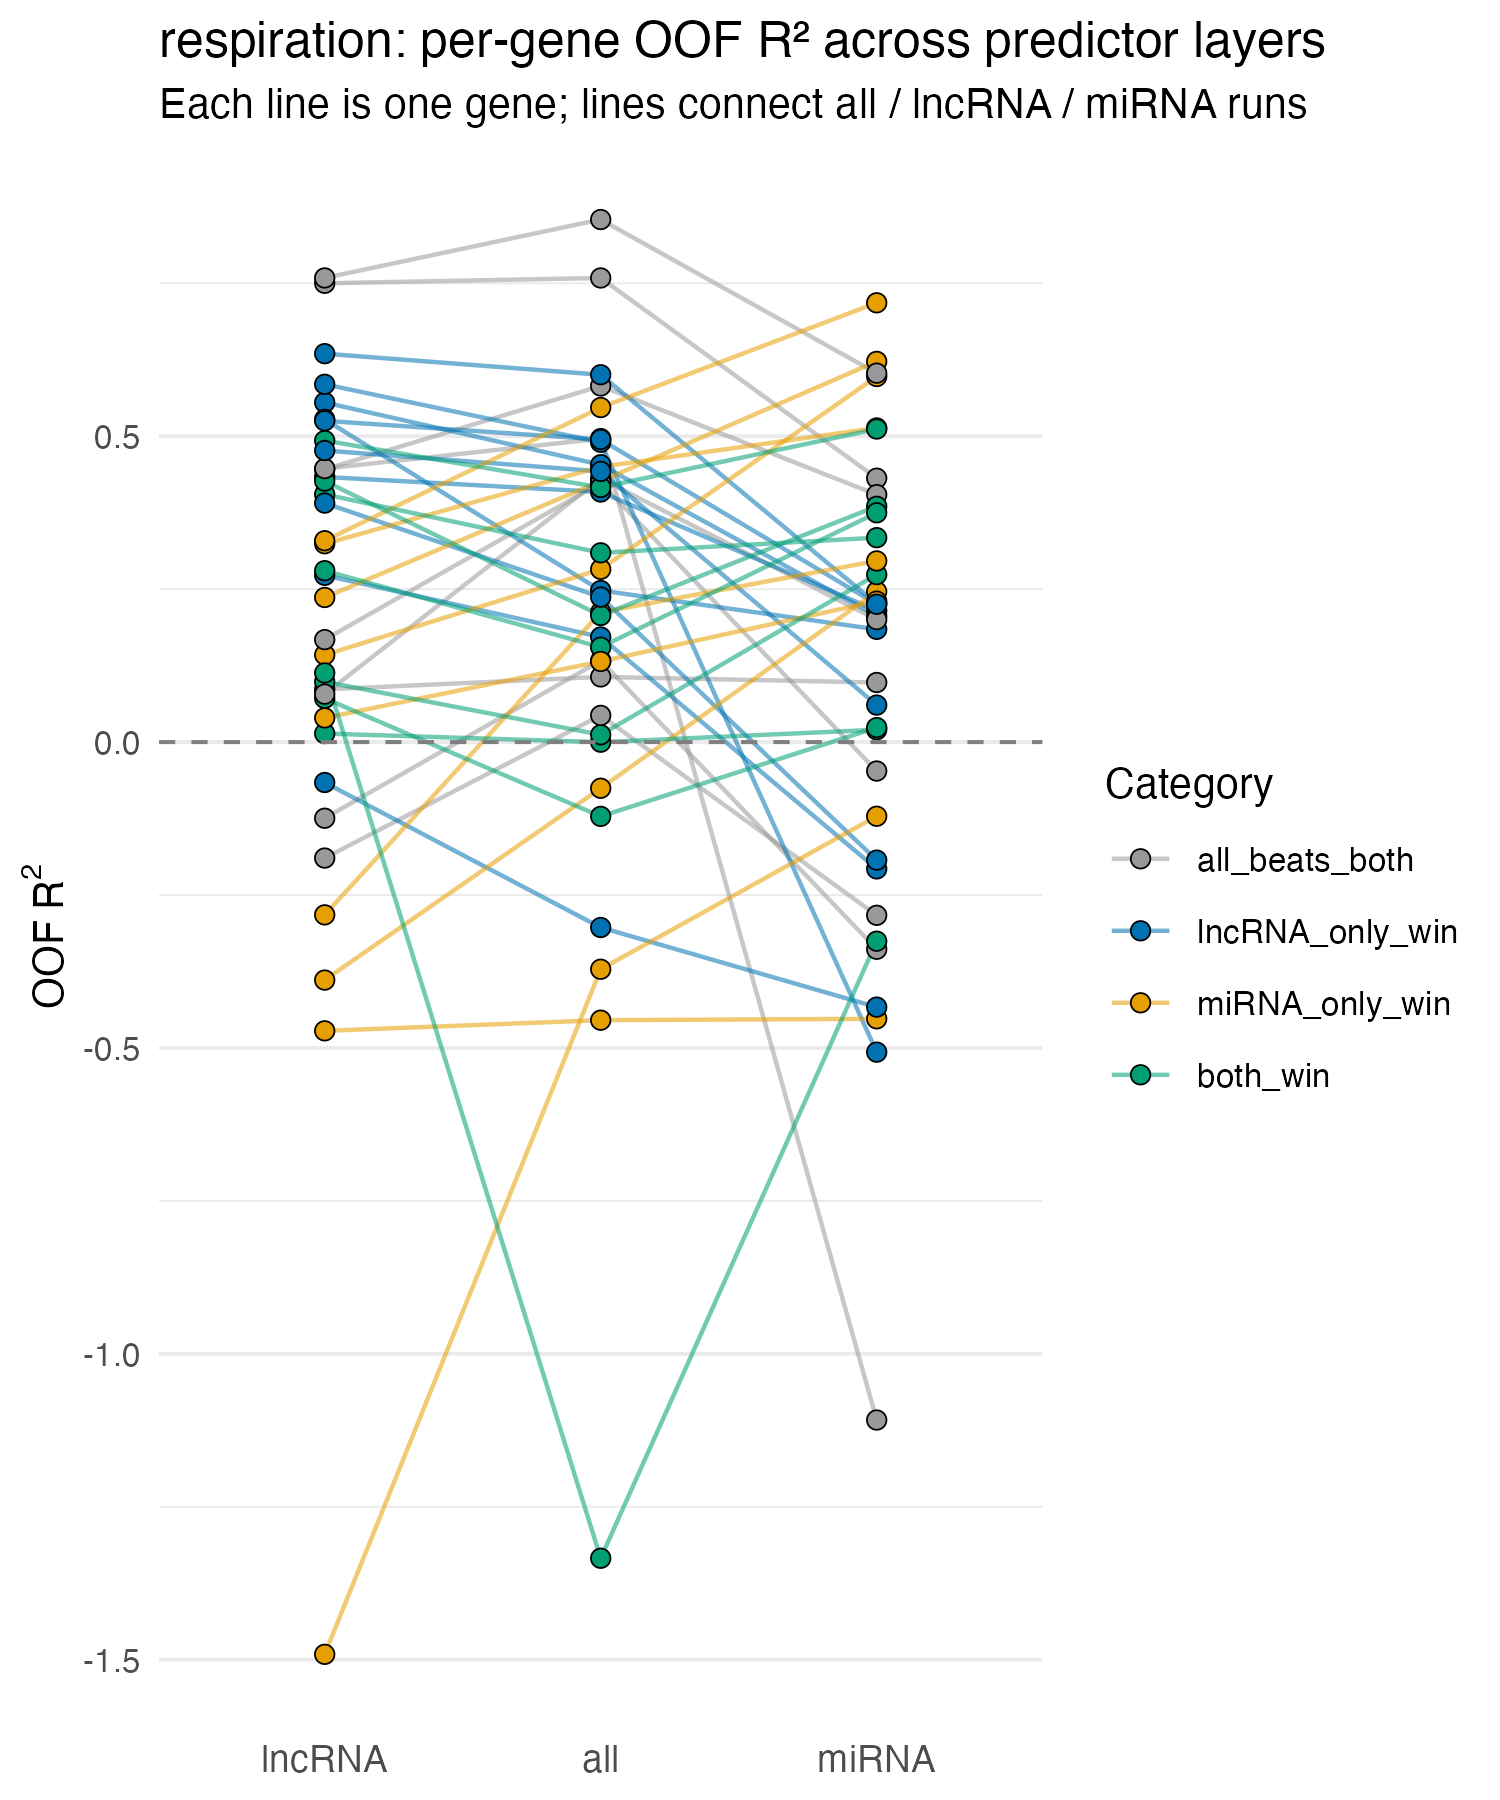 respiration: per-gene OOF R² across predictor layers
Each line is one gene; lines connect all / lncRNA / miRNA runs
OOF R²
0.5
0.0
-0.5
-1.0
-1.5
lncRNA
all
miRNA
Category
all_beats_both
lncRNA_only_win
miRNA_only_win
both_win